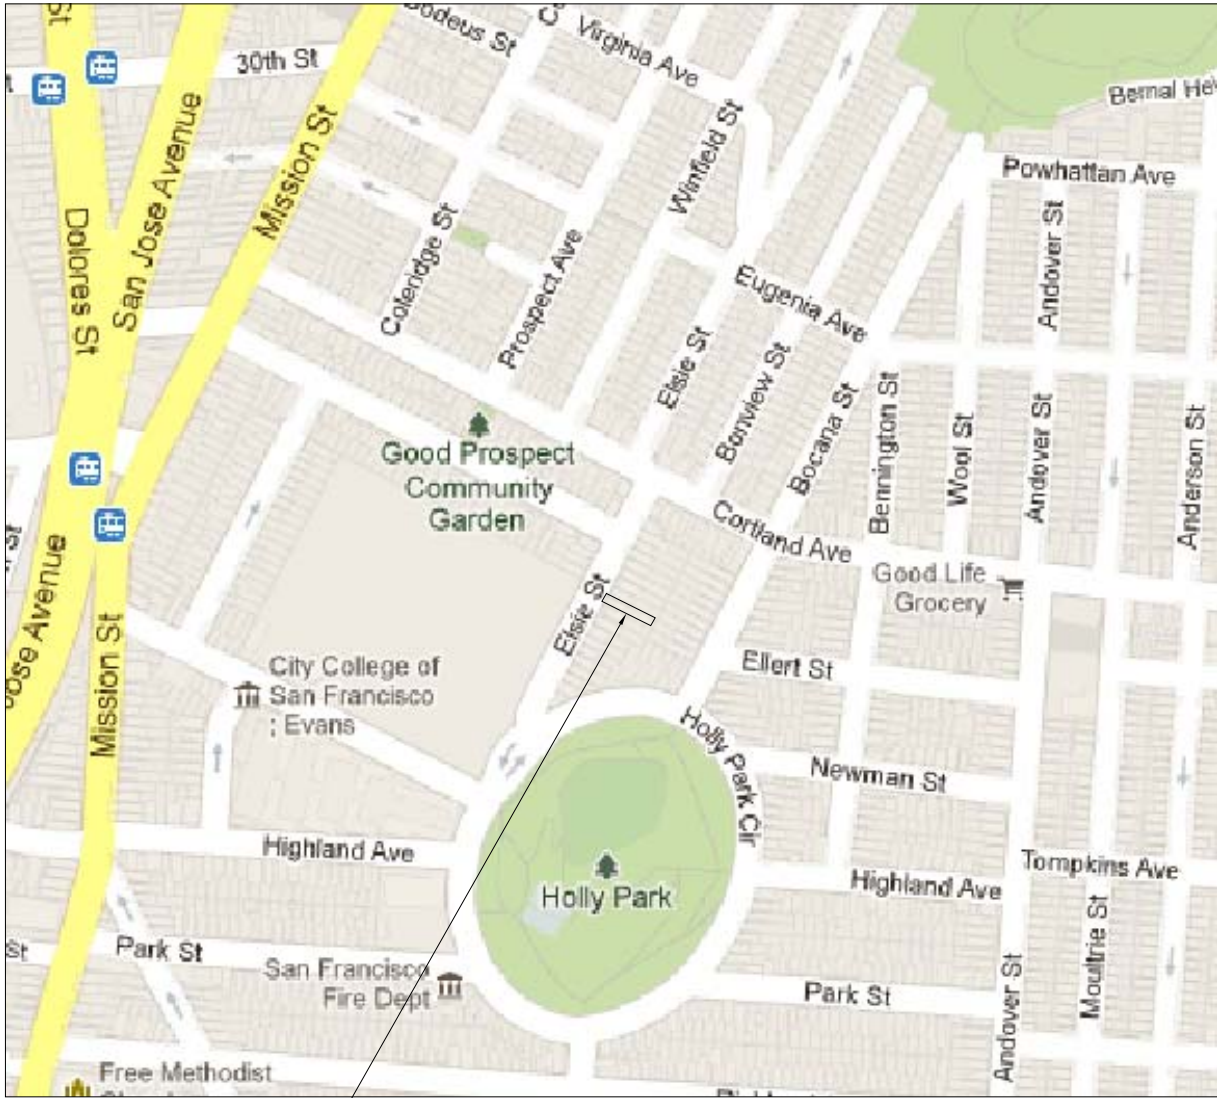 Virginia Ave
30th St
Bernal
Mission St
Winfield St
Powhattan Ave
San Jose Avenue
Dolores St
Coleridge St
Prospect Ave
Andover St
Eugenia Ave
Elsie St
Bonview St
Bocana St
Bennington St
Wool St
Andover St
Anderson St
Good Prospect
Community
Garden
Cortland Ave
Good Life
Grocery
Elsie St
Mission St
City College of
San Francisco
: Evans
Ellert St
Holly Park Cir
Newman St
Highland Ave
Holly Park
Tompkins Ave
Highland Ave
Moultrie St
Park St
St
San Francisco
Fire Dept
Park St
Andover St
Free Methodist